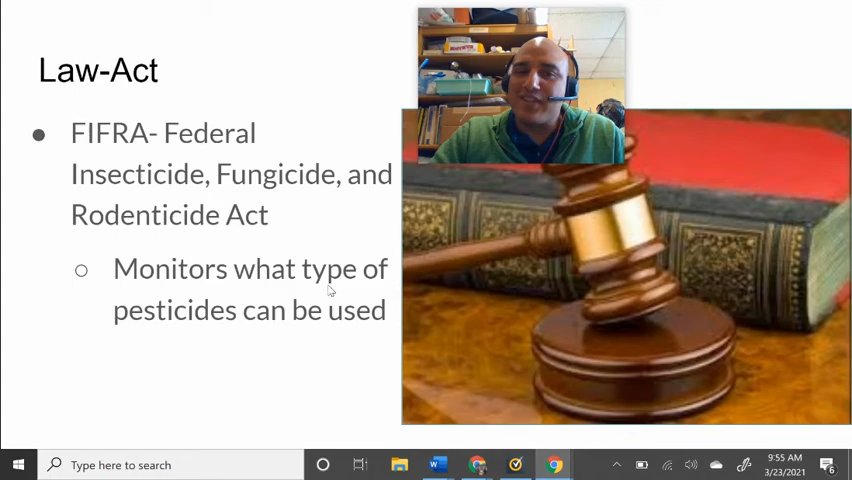 Law-Act
● FIFRA- Federal
Insecticide, Fungicide, and
Rodenticide Act
○ Monitors what type of
pesticides can be used
Type here to search
9:55 AM
3/23/2021
6